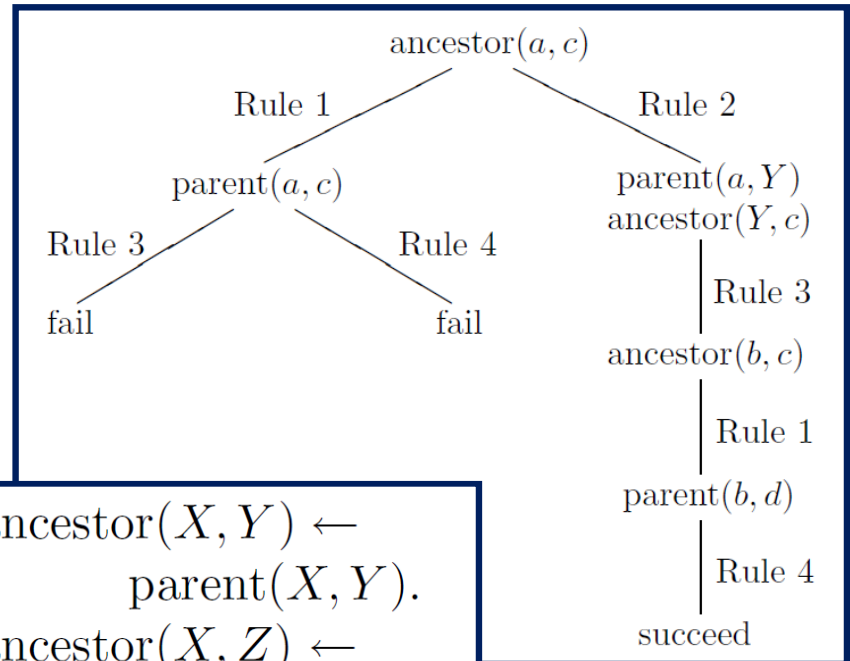 ancestor(a, c)
Rule 1
Rule 2
parent(a, c)
parent(a, Y)
ancestor(Y, c)
Rule 3
Rule 4
Rule 3
fail
fail
ancestor(b, c)
Rule 1
parent(b, d)
Rule 4
succeed
ncestor(X, Y) ←
parent(X, Y).
ncestor(X, Z) ←